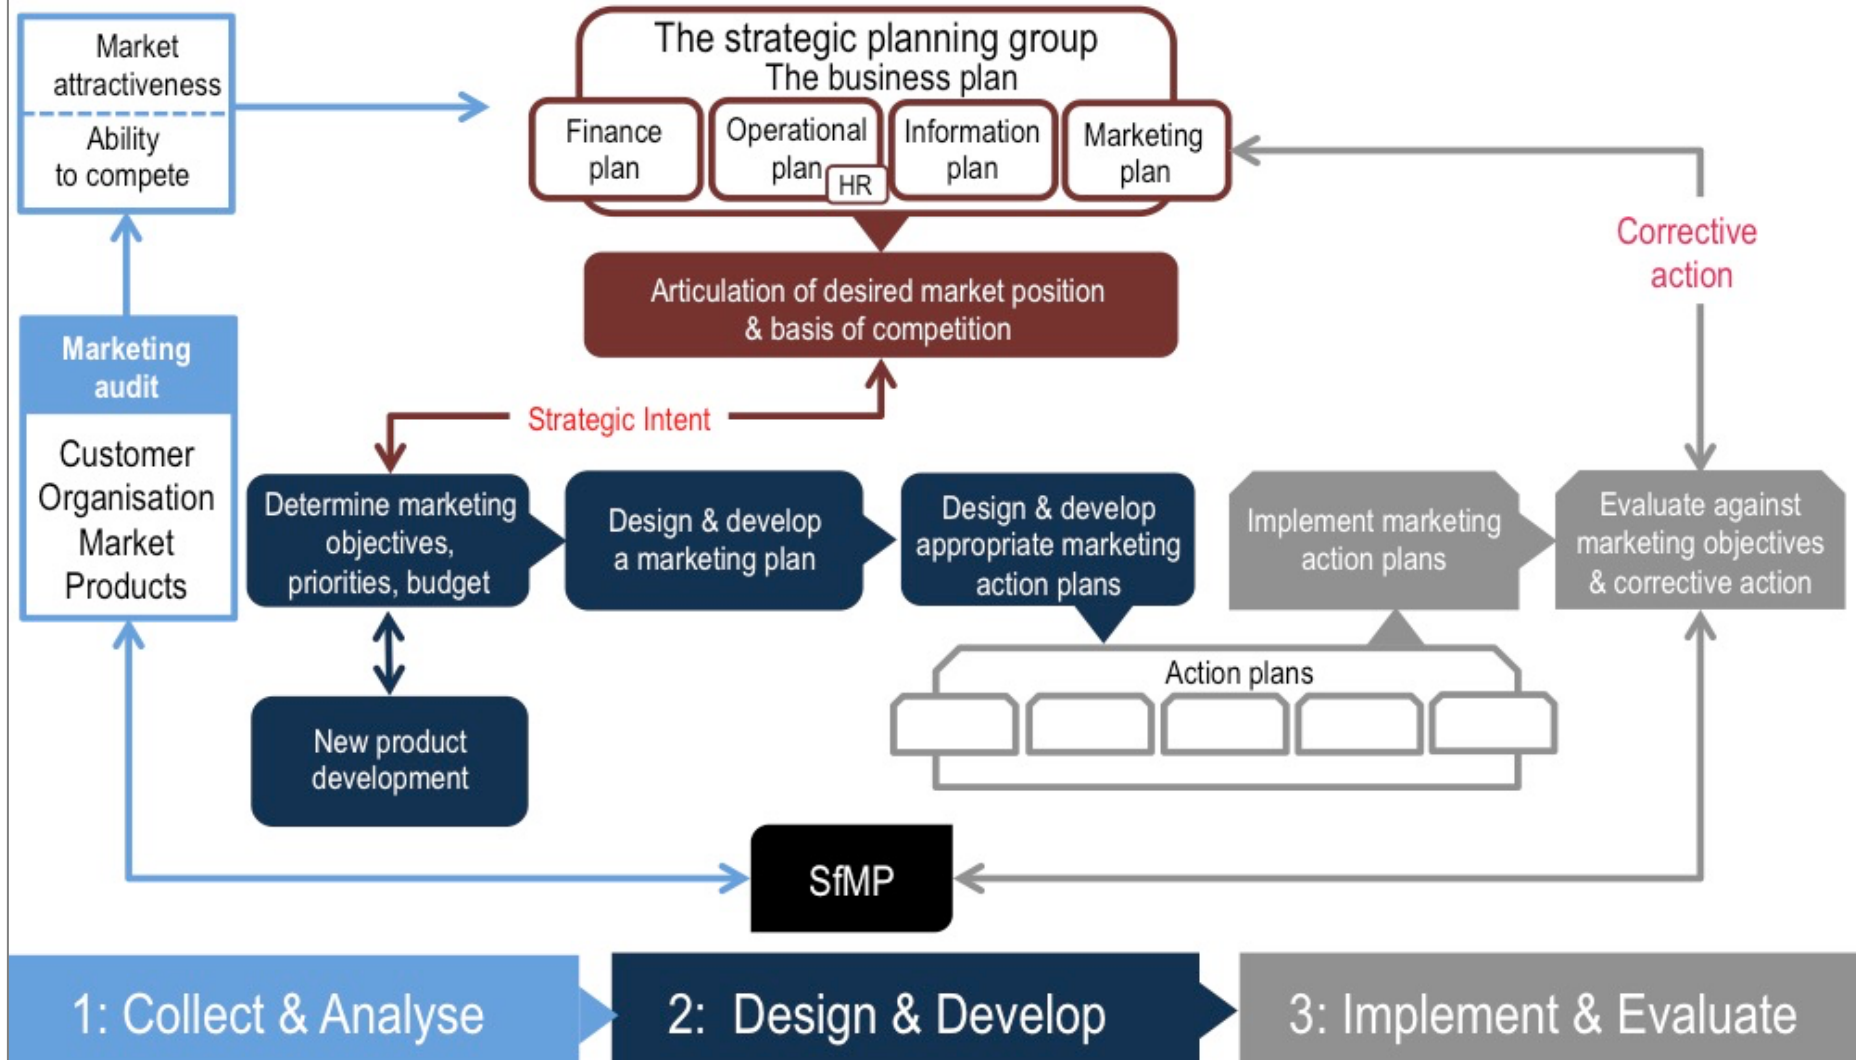 Market
attractiveness
Ability
to compete
The strategic planning group
The business plan
Finance
plan
Operational
plan
HR
Information
plan
Marketing
plan
Corrective
action
Articulation of desired market position
& basis of competition
Marketing
audit
Customer
Organisation
Market
Products
Strategic Intent
Determine marketing
objectives,
priorities, budget
Design & develop
a marketing plan
Design & develop
appropriate marketing
action plans
Implement marketing
action plans
Evaluate against
marketing objectives
& corrective action
New product
development
Action plans
SfMP
1: Collect & Analyse
2: Design & Develop
3: Implement & Evaluate